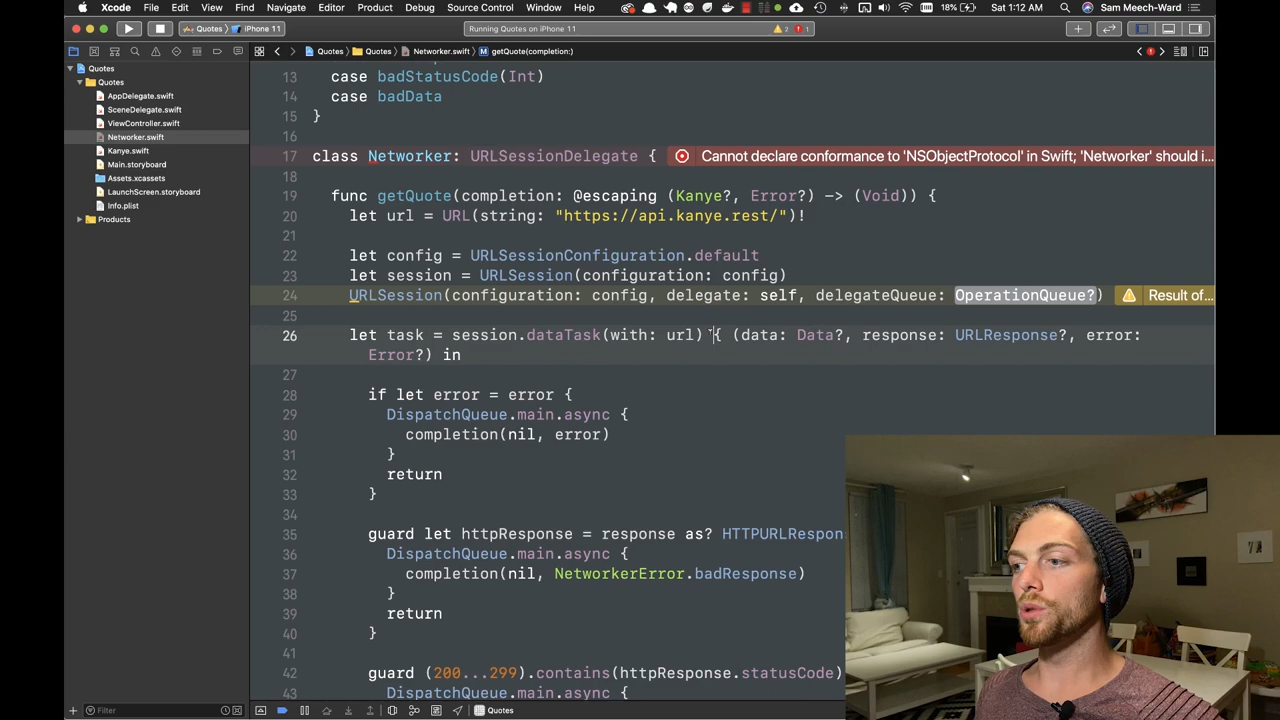 Xcode File Edit View Find Navigate Editor Product Debug Source Control Window Help 18% Sat 1:12 AM Sam Meech-Ward
Quotes iPhone 11 Running Quotes on iPhone 11 2 1
Quotes Quotes Networker.swift M getQuote(completion:)
Quotes
Quotes
AppDelegate.swift
SceneDelegate.swift
ViewController.swift
Networker.swift
Kanye.swift
Main.storyboard
Assets.xcassets
LaunchScreen.storyboard
Info.plist
Products
13 case badStatusCode(Int)
14 case badData
15 }
16
17 class Networker: URLSessionDelegate { Cannot declare conformance to 'NSObjectProtocol' in Swift; 'Networker' should i...
18
19 func getQuote(completion: @escaping (Kanye?, Error?) -> (Void)) {
20 let url = URL(string: "https://api.kanye.rest/")!
21
22 let config = URLSessionConfiguration.default
23 let session = URLSession(configuration: config)
24 URLSession(configuration: config, delegate: self, delegateQueue: OperationQueue?) Result of...
26 let task = session.dataTask(with: url) { (data: Data?, response: URLResponse?, error:
Error?) in
27
28 if let error = error {
29 DispatchQueue.main.async {
30 completion(nil, error)
31 }
32 return
33 }
34
35 guard let httpResponse = response as? HTTPURLRespon
36 DispatchQueue.main.async {
37 completion(nil, NetworkerError.badResponse)
38 }
39 return
40 }
41
42 guard (200...299).contains(httpResponse.statusCode)
43 DispatchQueue.main.async {
Filter
Quotes